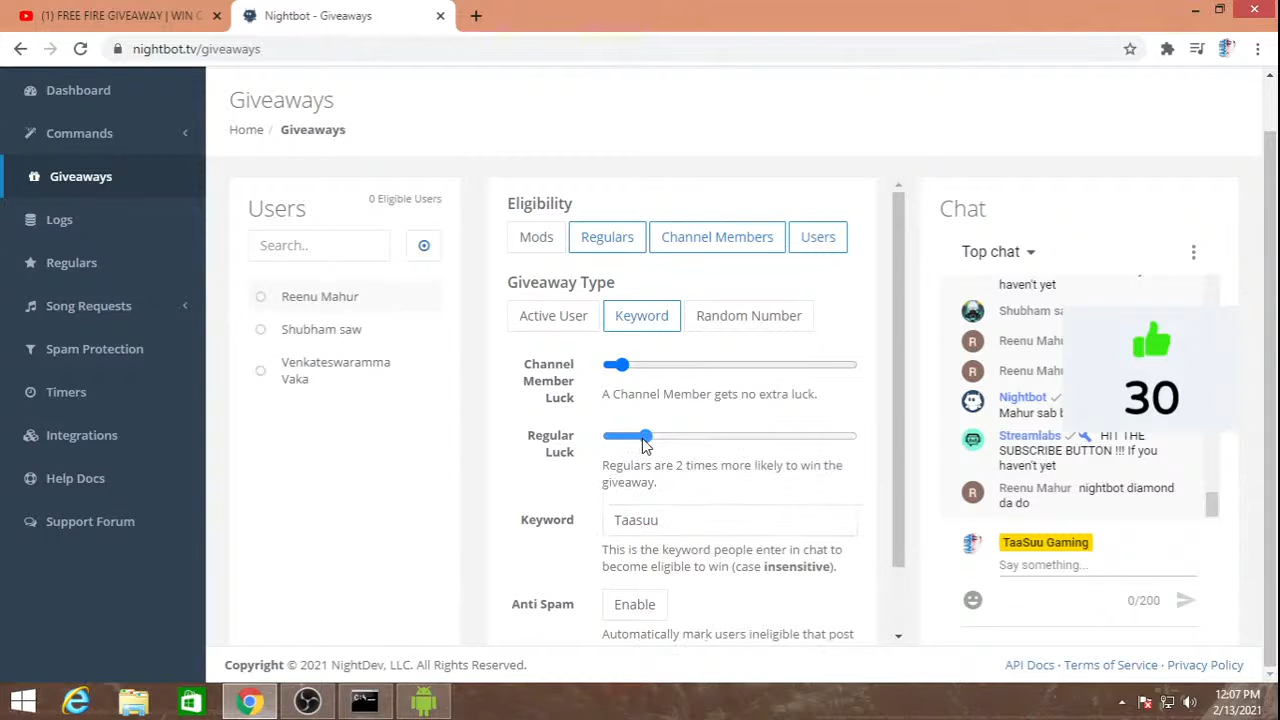 (1) FREE FIRE GIVEAWAY | WIN
Nightbot - Giveaways
nightbot.tv/giveaways
Dashboard
Commands
Giveaways
Logs
Regulars
Song Requests
Spam Protection
Timers
Integrations
Help Docs
Support Forum
Giveaways
Home / Giveaways
Users
0 Eligible Users
Search..
Reenu Mahur
Shubham saw
Venkateswaramma
Vaka
Eligibility
Mods Regulars Channel Members Users
Giveaway Type
Active User Keyword Random Number
Channel
Member
Luck
A Channel Member gets no extra luck.
Regular
Luck
Regulars are 2 times more likely to win the
giveaway.
Keyword
Taasuu
This is the keyword people enter in chat to
become eligible to win (case insensitive).
Anti Spam
Enable
Automatically mark users ineligible that post
Chat
Top chat
haven't yet
Shubham
Reenu
Reenu
Nightbot
Mahur sab
30
Streamlabs HIT THE
SUBSCRIBE BUTTON !!! If you
haven't yet
Reenu Mahur nightbot diamond
da do
TaaSuu Gaming
Say something...
0/200
Copyright © 2021 NightDev, LLC. All Rights Reserved.
API Docs · Terms of Service · Privacy Policy
12:07 PM
2/13/2021